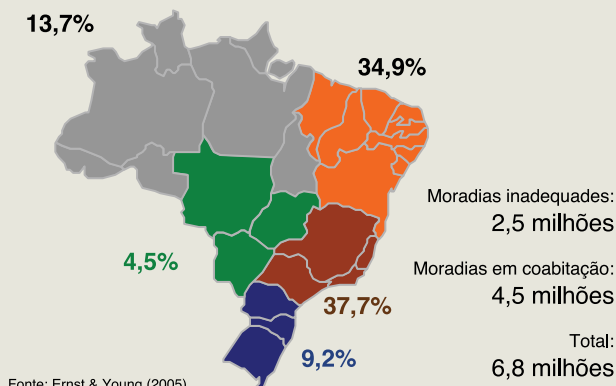 13,7%
34,9%
Moradias inadequades:
2,5 milhões
4,5%
Moradias em coabitação:
4,5 milhões
37,7%
Total:
9,2%
6,8 milhões
Fonte: Ernst & Young (2005)